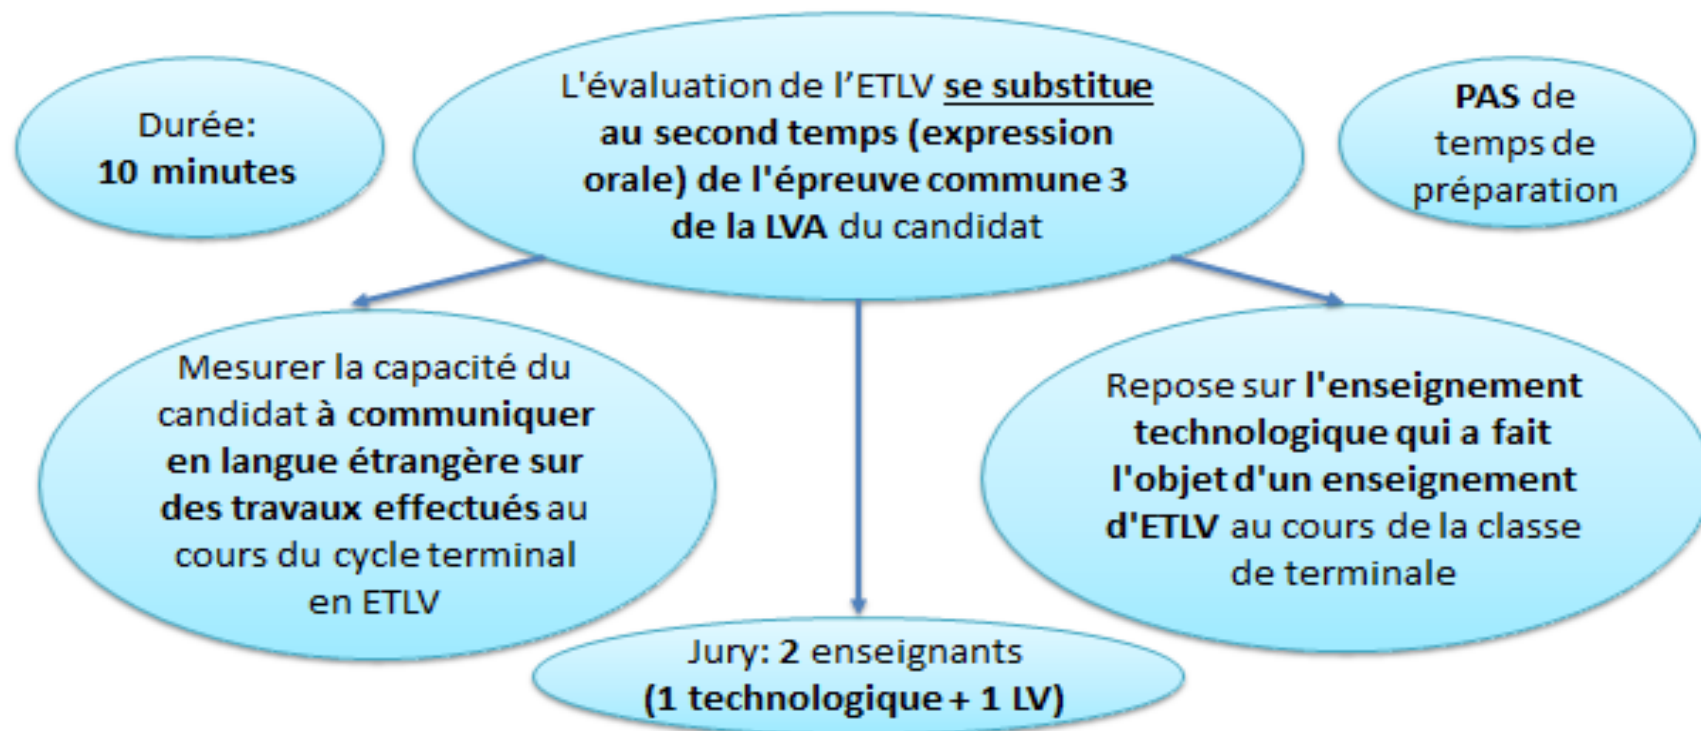 Durée:
10 minutes
L'évaluation de l’ETLV se substitue
au second temps (expression
orale) de l'épreuve commune 3
de la LVA du candidat
PAS de
temps de
préparation
Mesurer la capacité du
candidat à communiquer
en langue étrangère sur
des travaux effectués au
cours du cycle terminal
en ETLV
Repose sur l'enseignement
technologique qui a fait
l'objet d'un enseignement
d'ETLV au cours de la classe
de terminale
Jury: 2 enseignants
(1 technologique + 1 LV)